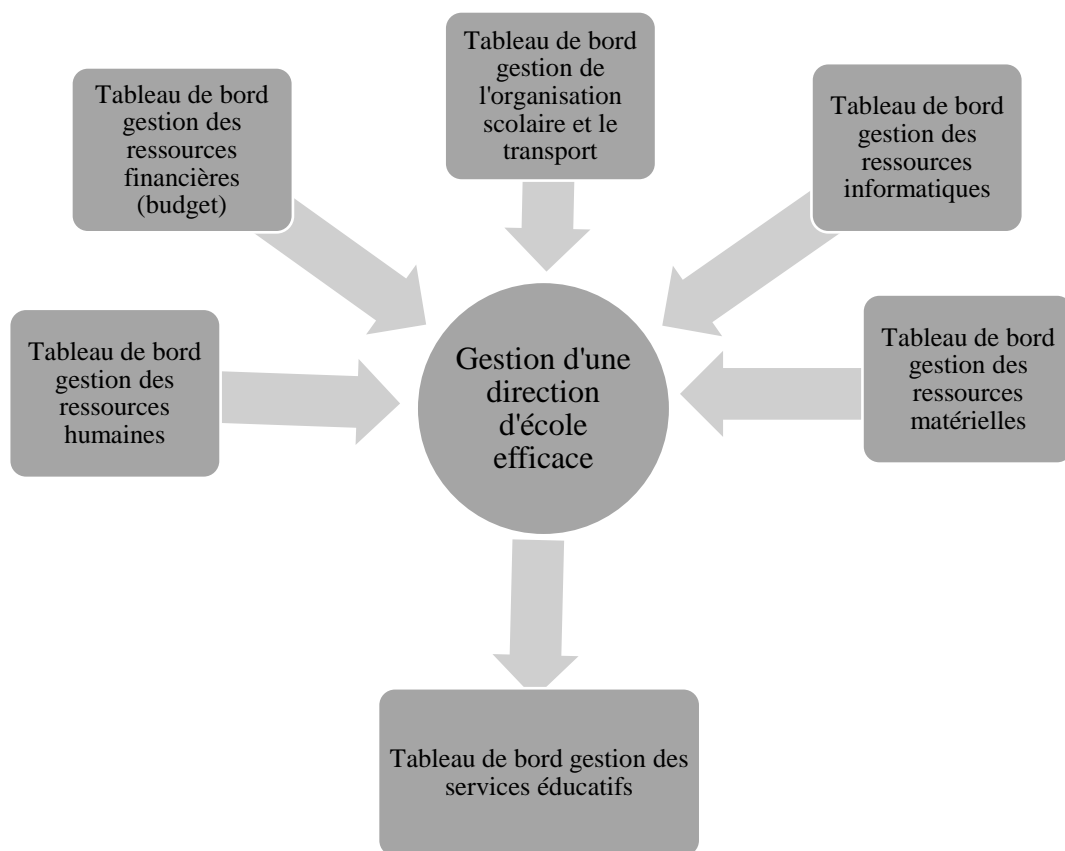 Tableau de bord
gestion de
l'organisation
scolaire et le
transport
Tableau de bord
gestion des
ressources
financières
(budget)
Tableau de bord
gestion des
ressources
informatiques
Tableau de bord
gestion des
ressources
humaines
Gestion d'une
direction
d'école
efficace
Tableau de bord
gestion des
ressources
matérielles
Tableau de bord gestion des
services éducatifs